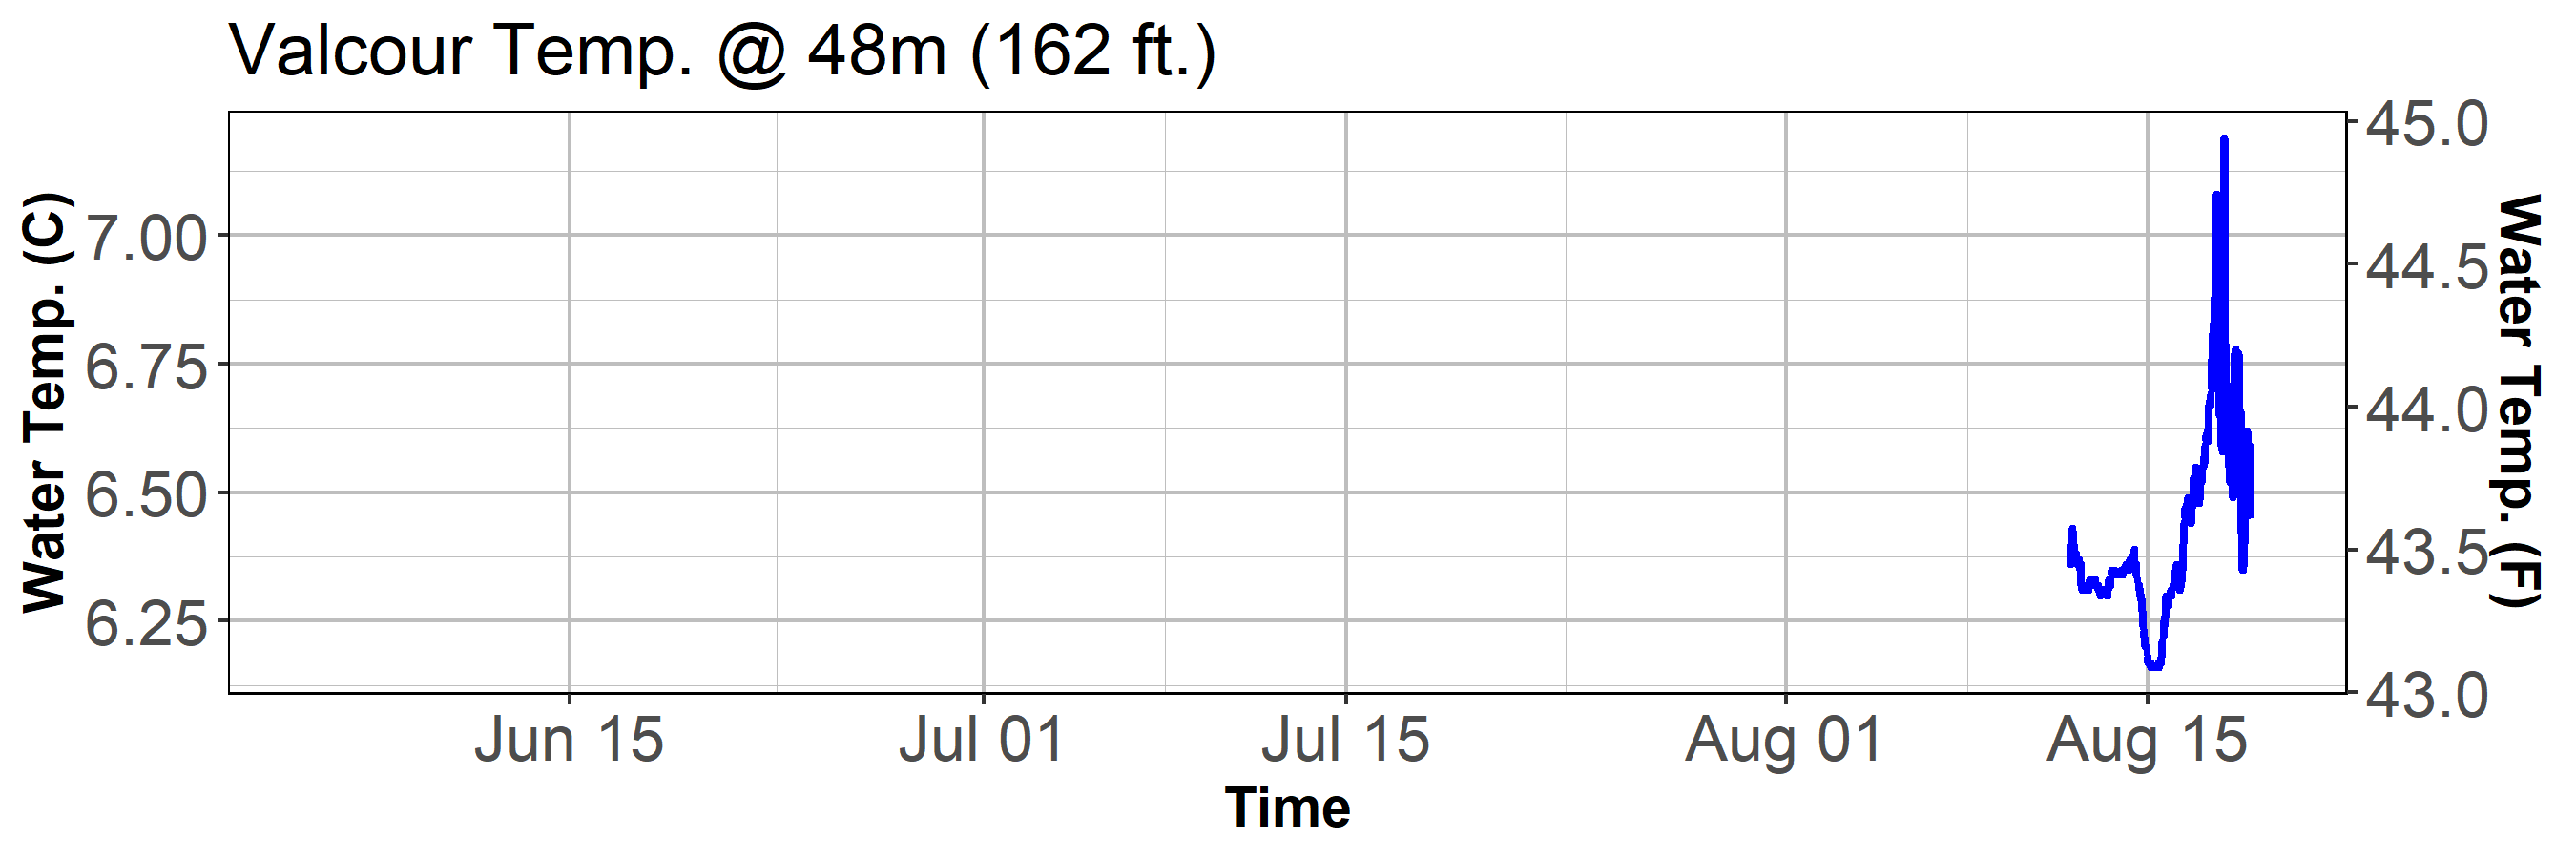 Valcour Temp. @ 48m (162 ft.)
Water Temp. (C)
7.00
6.75
6.50
6.25
45.0
44.5
44.0
43.5
43.0
Water Temp. (F)
Jun 15 Jul 01 Jul 15 Aug 01 Aug 15
Time